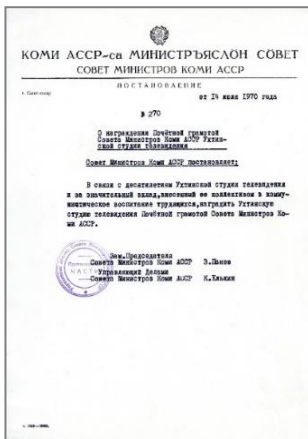 КОМИ АССР-са МИНИСТРЪЯСЛÖН СÖВЕТ
СОВЕТ МИНИСТРОВ КОМИ АССР
ПОСТАНОВЛЕНИЕ
г. Сыктывкар
от 14 июля 1970 года
№ 270
О награждении Почётной грамотой
Совета Министров Коми АССР Ухтин-
ской студии телевидения
Совет Министров Коми АССР постановляет:
В связи с десятилетием Ухтинской студии телевидения
и за значительный вклад, внесенный ее коллективом в комму-
нистическое воспитание трудящихся, наградить Ухтинскую
студию телевидения Почётной грамотой Совета Министров Ко-
ми АССР.
Зам.Председателя
Совета Министров Коми АССР З.Панев
Управляющий Делами
Совета Министров Коми АССР
ЧАСТЬ